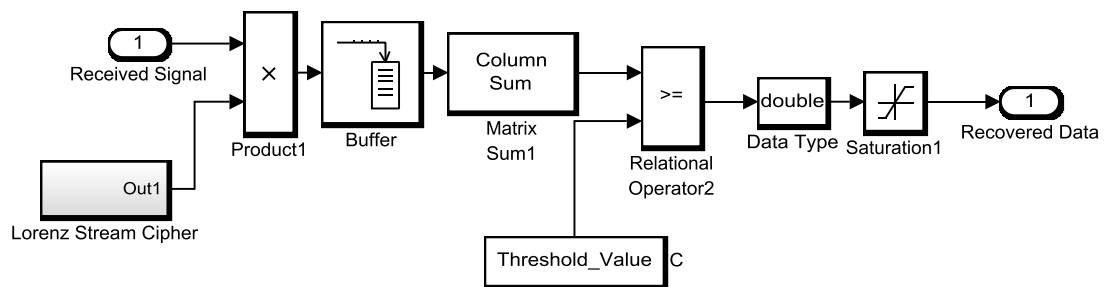 1
Received Signal
×
Product1
Out1
Lorenz Stream Cipher
Buffer
Column
Sum
Matrix
Sum1
>=
Relational
Operator2
Threshold_Value
C
double
Data Type
Saturation1
1
Recovered Data